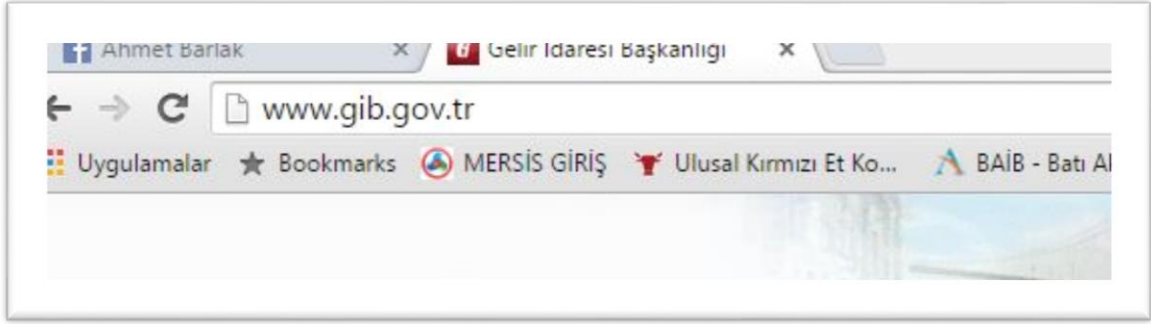 Ahmet Barlak × Gelir İdaresi Başkanlığı ×
www.gib.gov.tr
Uygulamalar Bookmarks MERSİS GİRİŞ Ulusal Kırmızı Et Ko... BAİB - Batı Al